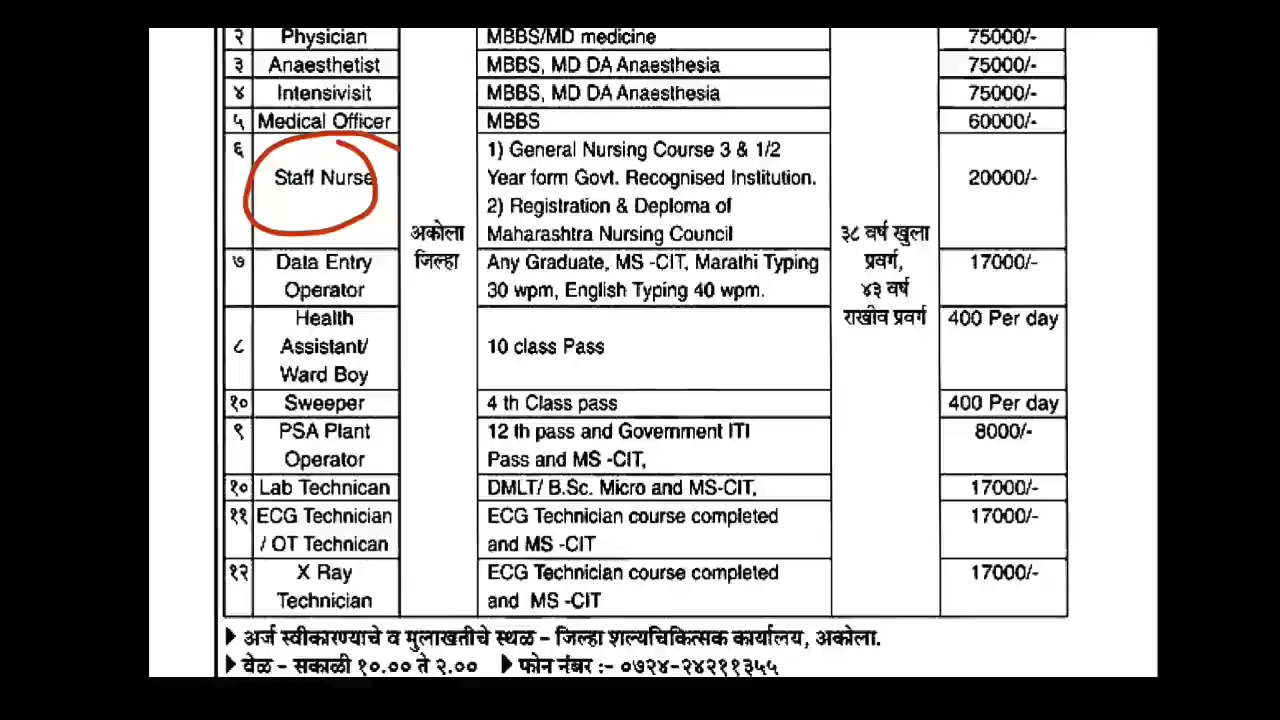 २ Physician MBBS/MD medicine 75000/-
३ Anaesthetist MBBS, MD DA Anaesthesia 75000/-
४ Intensivisit MBBS, MD DA Anaesthesia 75000/-
५ Medical Officer MBBS 60000/-
६ 1) General Nursing Course 3 & 1/2
Staff Nurse Year form Govt. Recognised Institution. 20000/-
2) Registration & Deploma of
अकोला Maharashtra Nursing Council ३८ वर्ष खुला
७ Data Entry जिल्हा Any Graduate, MS -CIT, Marathi Typing प्रवर्ग, 17000/-
Operator 30 wpm, English Typing 40 wpm. ४३ वर्ष
Health राखीव प्रवर्ग 400 Per day
८ Assistant/ 10 class Pass
Ward Boy
१० Sweeper 4 th Class pass 400 Per day
९ PSA Plant 12 th pass and Government ITI 8000/-
Operator Pass and MS -CIT,
१० Lab Technican DMLT/ B.Sc. Micro and MS-CIT, 17000/-
११ ECG Technician ECG Technician course completed 17000/-
/ OT Technican and MS -CIT
१२ X Ray ECG Technician course completed 17000/-
Technician and MS -CIT
अर्ज स्वीकारण्याचे व मुलाखतीचे स्थळ – जिल्हा शल्यचिकित्सक कार्यालय, अकोला.
वेळ – सकाळी १०.०० ते २.०० फोन नंबर :- ०७२४-२४२११३५५